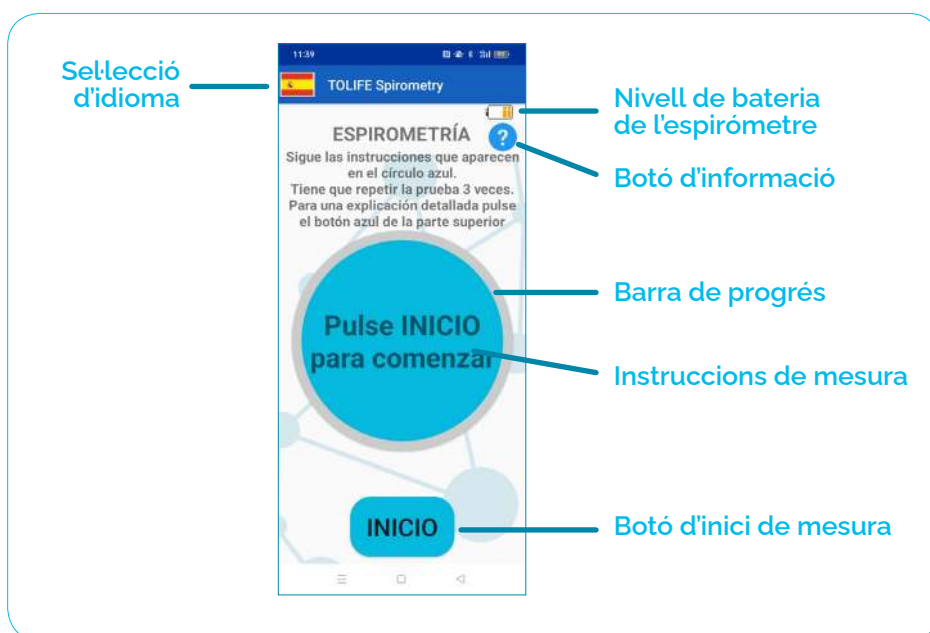 Sel·lecció
d'idioma
11:39
TOLIFE Spirometry
ESPIROMETRÍA
?
Sigue las instrucciones que aparecen
en el círculo azul.
Tiene que repetir la prueba 3 veces.
Para una explicación detallada pulse
el botón azul de la parte superior
Pulse INICIO
para comenzar
INICIO
Nivell de bateria
de l'espiròmetre
Botó d'informació
Barra de progrés
Instruccions de mesura
Botó d'inici de mesura